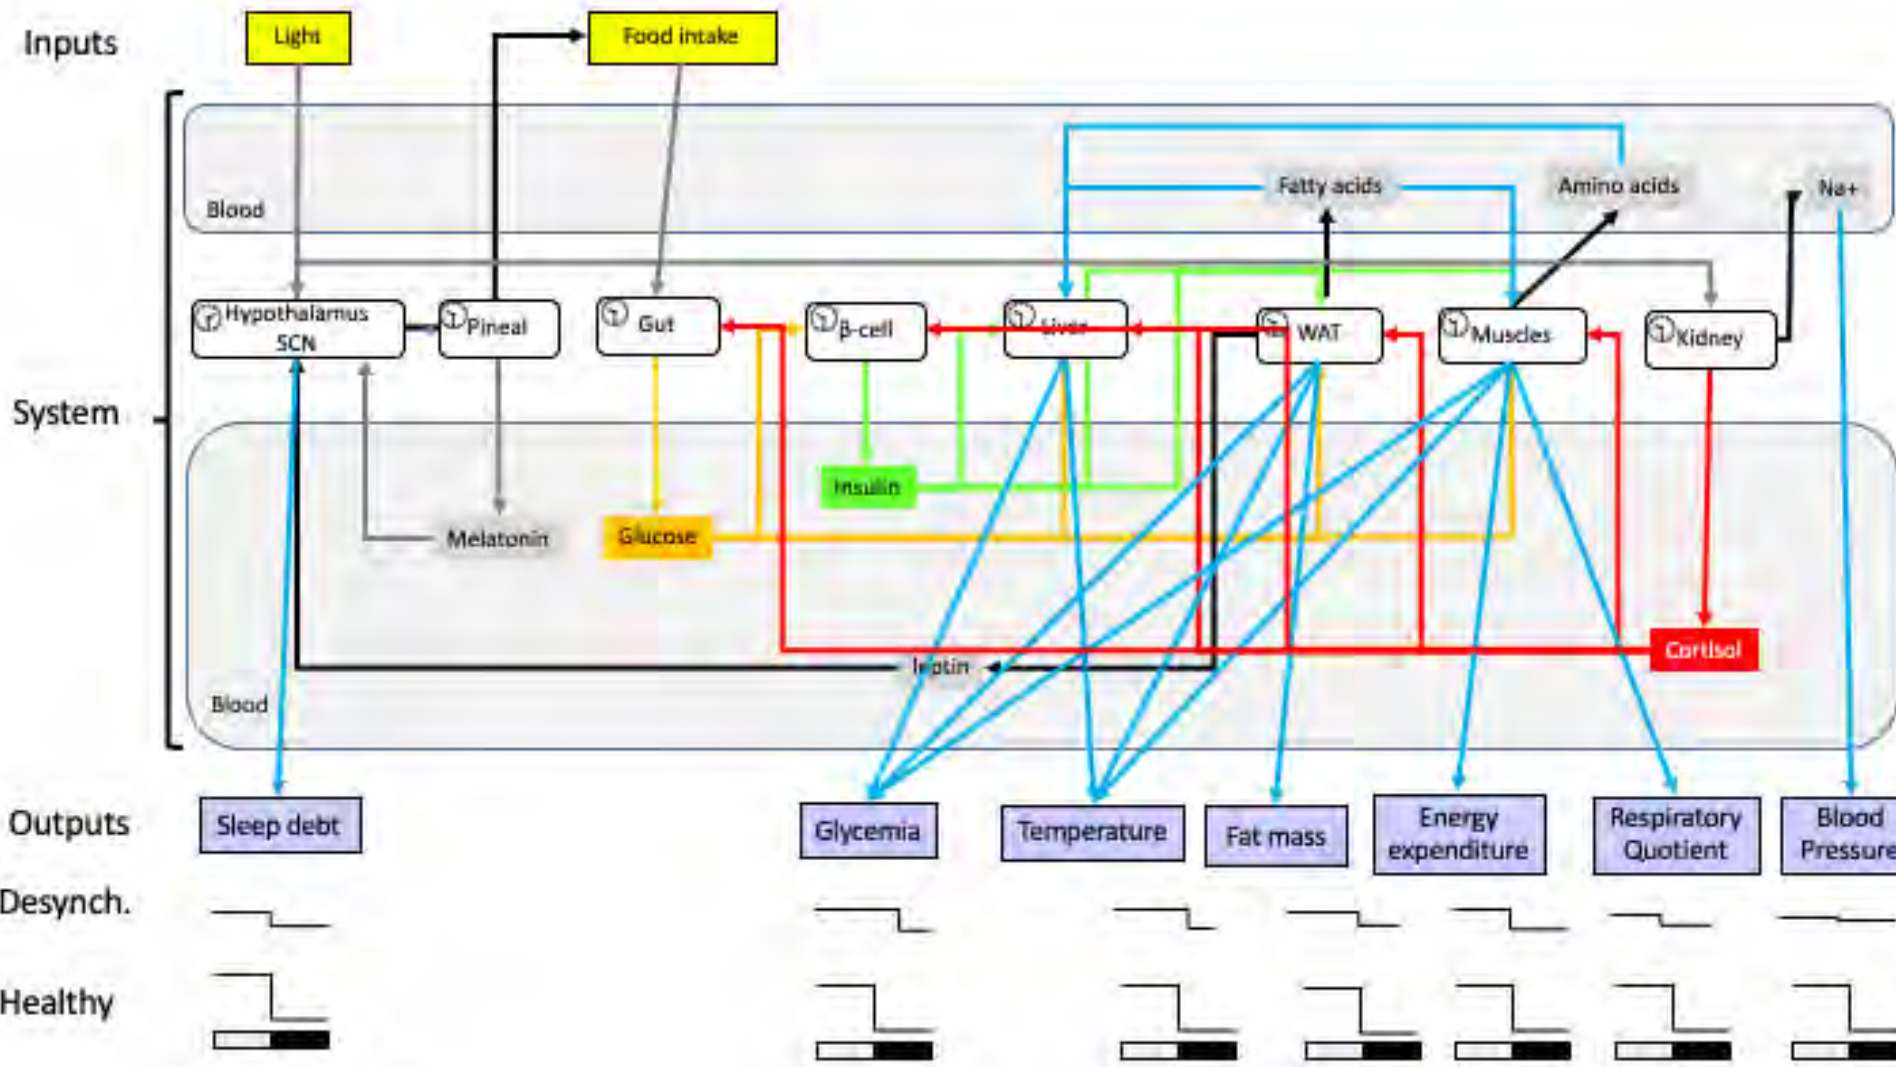 Inputs
Light
Food intake
Blood
Fatty acids
Amino acids
Na+
Hypothalamus
SCN
Pineal
Gut
β-cell
Liver
WAT
Muscles
Kidney
System
Insulin
Glucose
Melatonin
Cortisol
leptin
Blood
Outputs
Sleep debt
Glycemia
Temperature
Fat mass
Energy
expenditure
Respiratory
Quotient
Blood
Pressure
Desynch.
Healthy